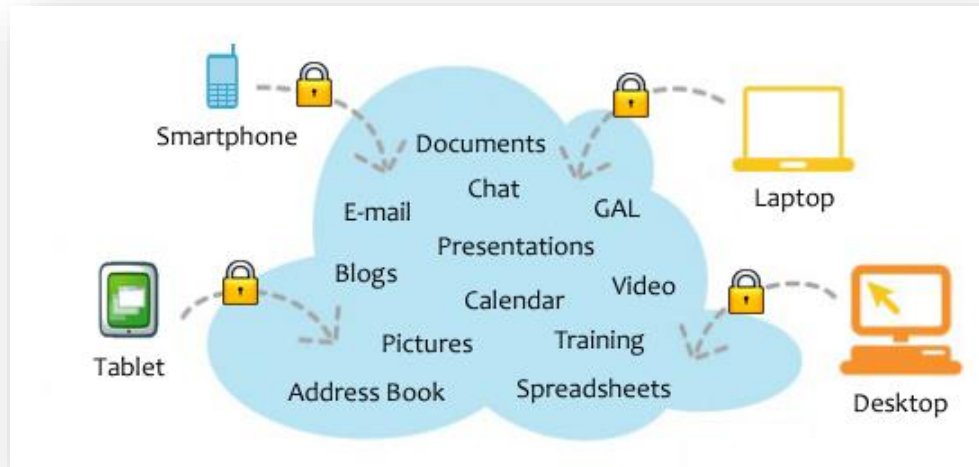 Smartphone
Documents
Chat
Laptop
E-mail
GAL
Presentations
Blogs
Calendar
Video
Tablet
Pictures
Training
Address Book
Spreadsheets
Desktop